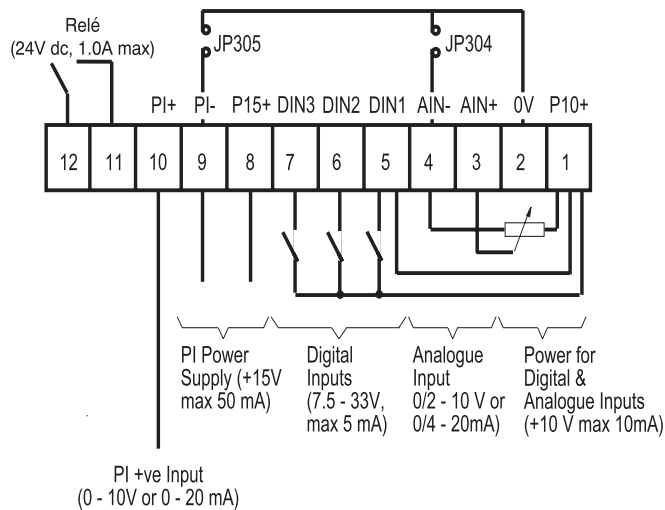 Relé
(24V dc, 1.0A max)
JP305
JP304
PI+ PI- P15+ DIN3 DIN2 DIN1 AIN- AIN+ 0V P10+
12 11 10 9 8 7 6 5 4 3 2 1
PI Power
Supply (+15V
max 50 mA)
Digital
Inputs
(7.5 - 33V,
max 5 mA)
Analogue
Input
0/2 - 10 V or
0/4 - 20mA)
Power for
Digital &
Analogue Inputs
(+10 V max 10mA)
PI +ve Input
(0 - 10V or 0 - 20 mA)